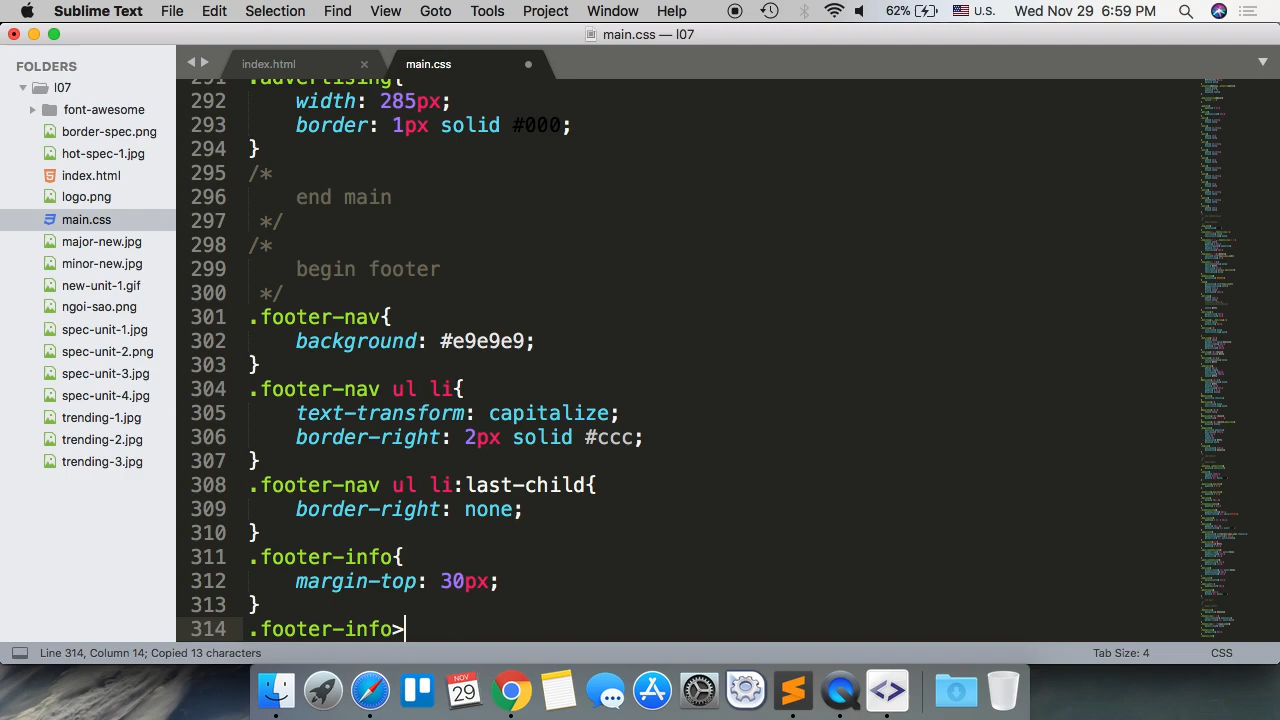 Sublime Text File Edit Selection Find View Goto Tools Project Window Help 62% U.S. Wed Nov 29 6:59 PM
main.css — l07
FOLDERS
l07
font-awesome
border-spec.png
hot-spec-1.jpg
index.html
logo.png
main.css
major-new.jpg
minor-new.jpg
new-unit-1.gif
ngoi-sao.png
spec-unit-1.jpg
spec-unit-2.png
spec-unit-3.jpg
spec-unit-4.jpg
trending-1.jpg
trending-2.jpg
trending-3.jpg
index.html × main.css
291 .advertising{
292 width: 285px;
293 border: 1px solid #000;
294 }
295 /*
296 end main
297 */
298 /*
299 begin footer
300 */
301 .footer-nav{
302 background: #e9e9e9;
303 }
304 .footer-nav ul li{
305 text-transform: capitalize;
306 border-right: 2px solid #ccc;
307 }
308 .footer-nav ul li:last-child{
309 border-right: none;
310 }
311 .footer-info{
312 margin-top: 30px;
313 }
314 .footer-info>
Line 314, Column 14; Copied 13 characters Tab Size: 4 CSS
NOV
29